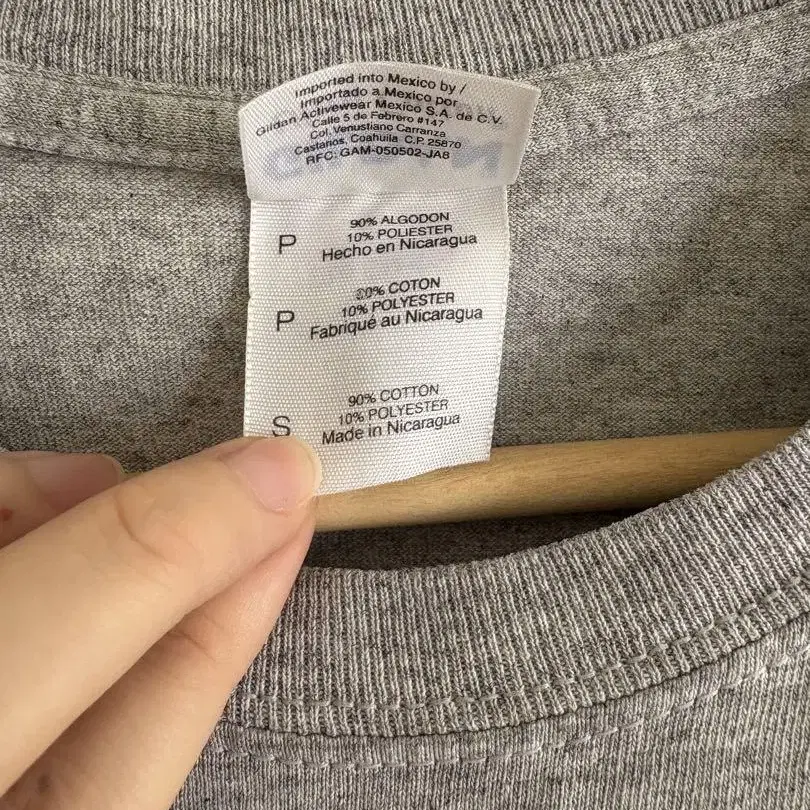 Imported into Mexico by /
Importado a Mexico por
Gildan Activewear Mexico S.A. de C.V.
Calle 5 de Febrero #147
Col. Venustiano Carranza
Castaños, Coahuila C.P. 25870
RFC: GAM-050502-JA8
P
90% ALGODON
10% POLIESTER
Hecho en Nicaragua
P
90% COTON
10% POLYESTER
Fabriqué au Nicaragua
S
90% COTTON
10% POLYESTER
Made in Nicaragua